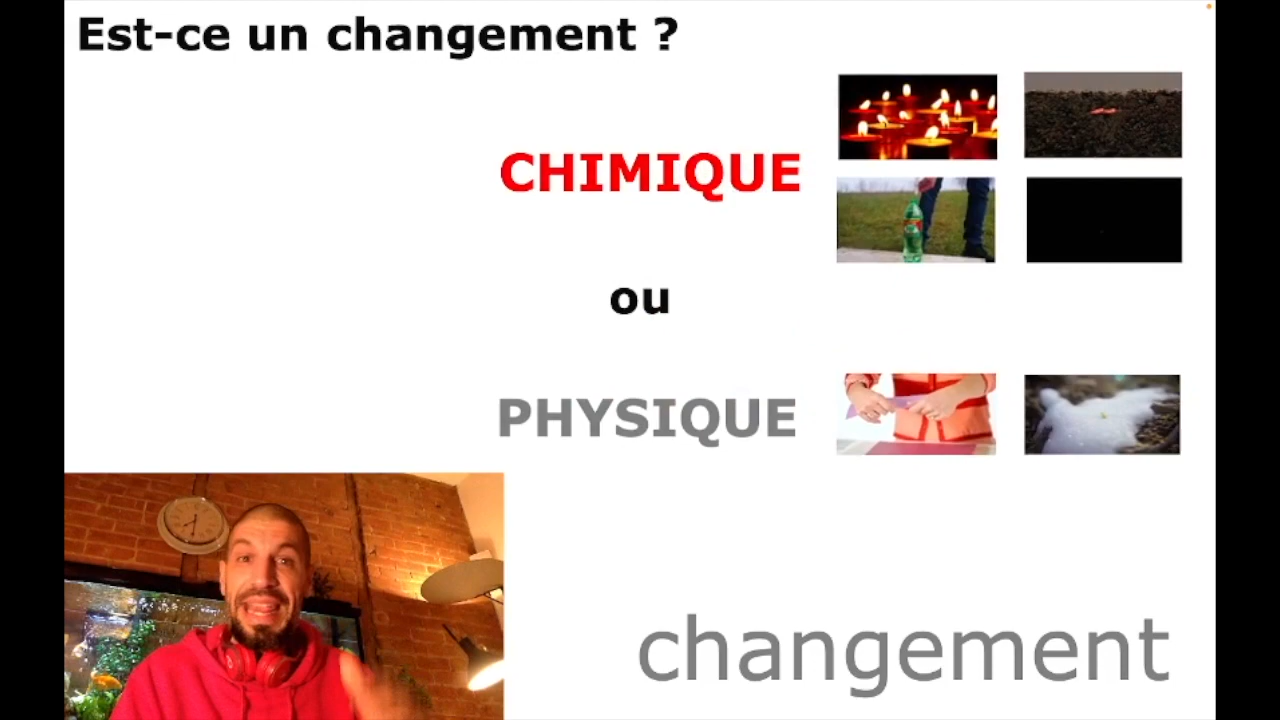 Est-ce un changement ?
CHIMIQUE
ou
PHYSIQUE
changement